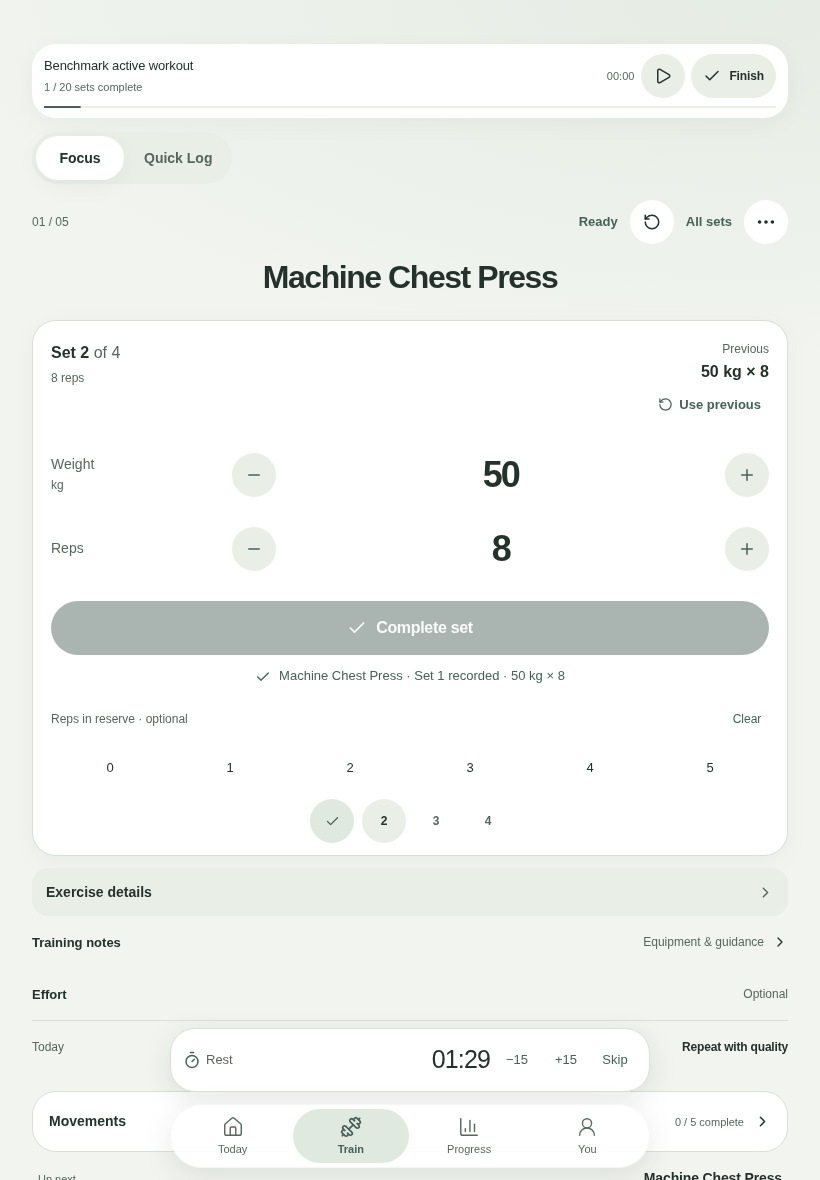 Benchmark active workout
1 / 20 sets complete
00:00
Finish
Focus
Quick Log
01 / 05
Ready
All sets
Machine Chest Press
Set 2 of 4
8 reps
Previous
50 kg × 8
Use previous
Weight
kg
50
Reps
8
Complete set
Machine Chest Press · Set 1 recorded · 50 kg × 8
Reps in reserve · optional
Clear
0 1 2 3 4 5
2 3 4
Exercise details
Training notes
Equipment & guidance
Effort
Optional
Today
Repeat with quality
Rest
01:29
−15
+15
Skip
Movements
0 / 5 complete
Today
Train
Progress
You
Up next
Machine Chest Press